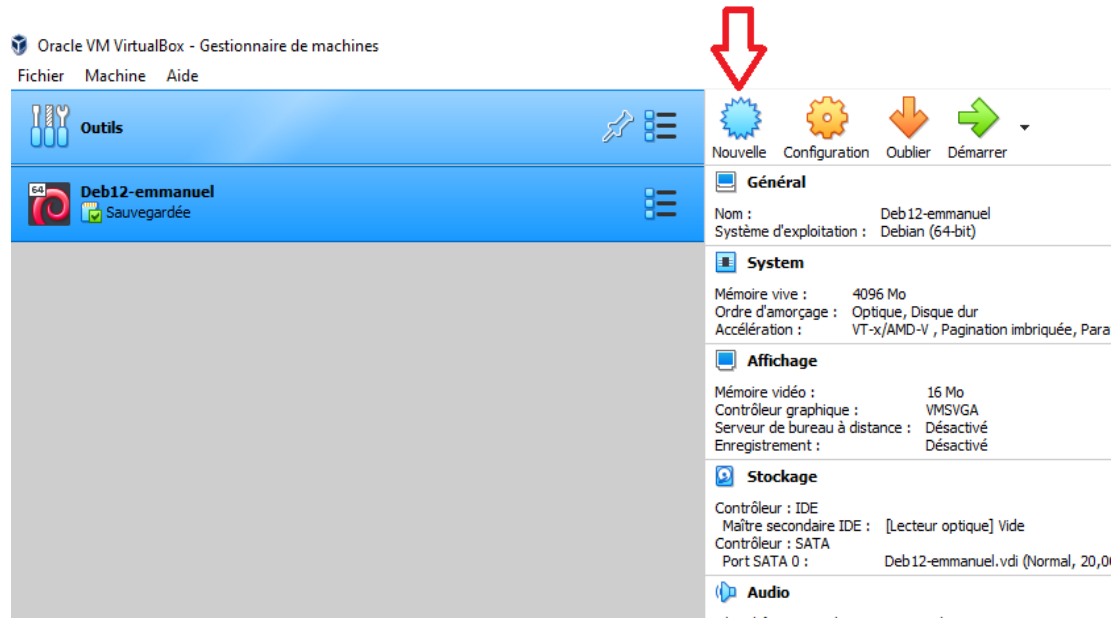 Oracle VM VirtualBox - Gestionnaire de machines
Fichier Machine Aide
Outils
64
Deb12-emmanuel
Sauvegardée
Nouvelle Configuration Oublier Démarrer
Général
Nom : Deb12-emmanuel
Système d'exploitation : Debian (64-bit)
System
Mémoire vive : 4096 Mo
Ordre d'amorçage : Optique, Disque dur
Accélération : VT-x/AMD-V , Pagination imbriquée, Para
Affichage
Mémoire vidéo : 16 Mo
Contrôleur graphique : VMSVGA
Serveur de bureau à distance : Désactivé
Enregistrement : Désactivé
Stockage
Contrôleur : IDE
Maître secondaire IDE : [Lecteur optique] Vide
Contrôleur : SATA
Port SATA 0 : Deb12-emmanuel.vdi (Normal, 20,0
Audio